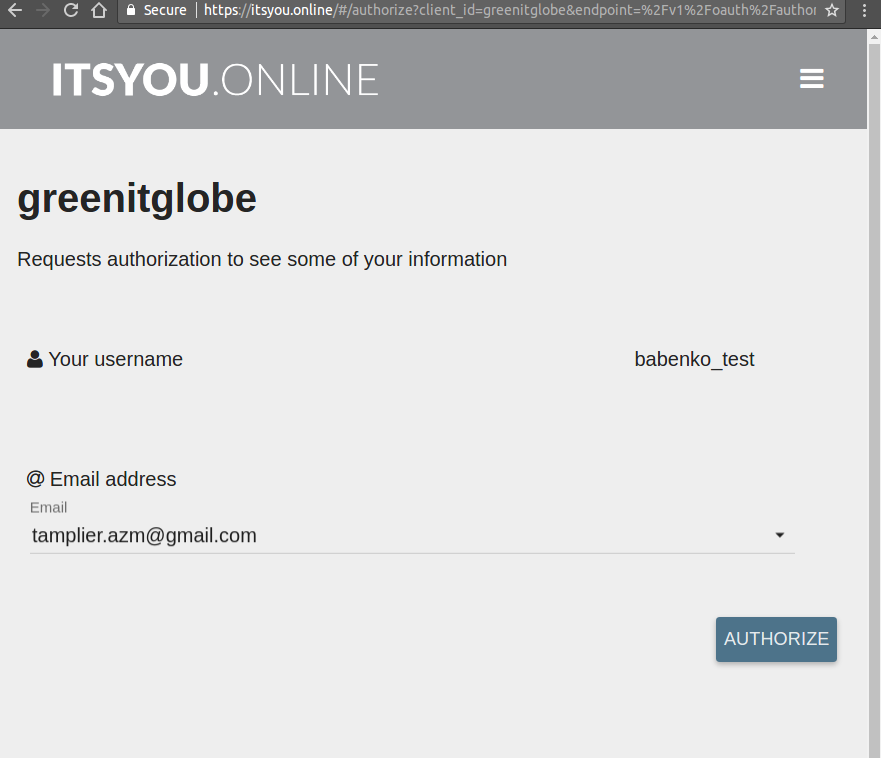 Secure | https://itsyou.online/#/authorize?client_id=greenitglobe&endpoint=%2Fv1%2Foauth%2Fauthor
ITSYOU.ONLINE
greenitglobe
Requests authorization to see some of your information
Your username babenko_test
@ Email address
Email
tamplier.azm@gmail.com
AUTHORIZE